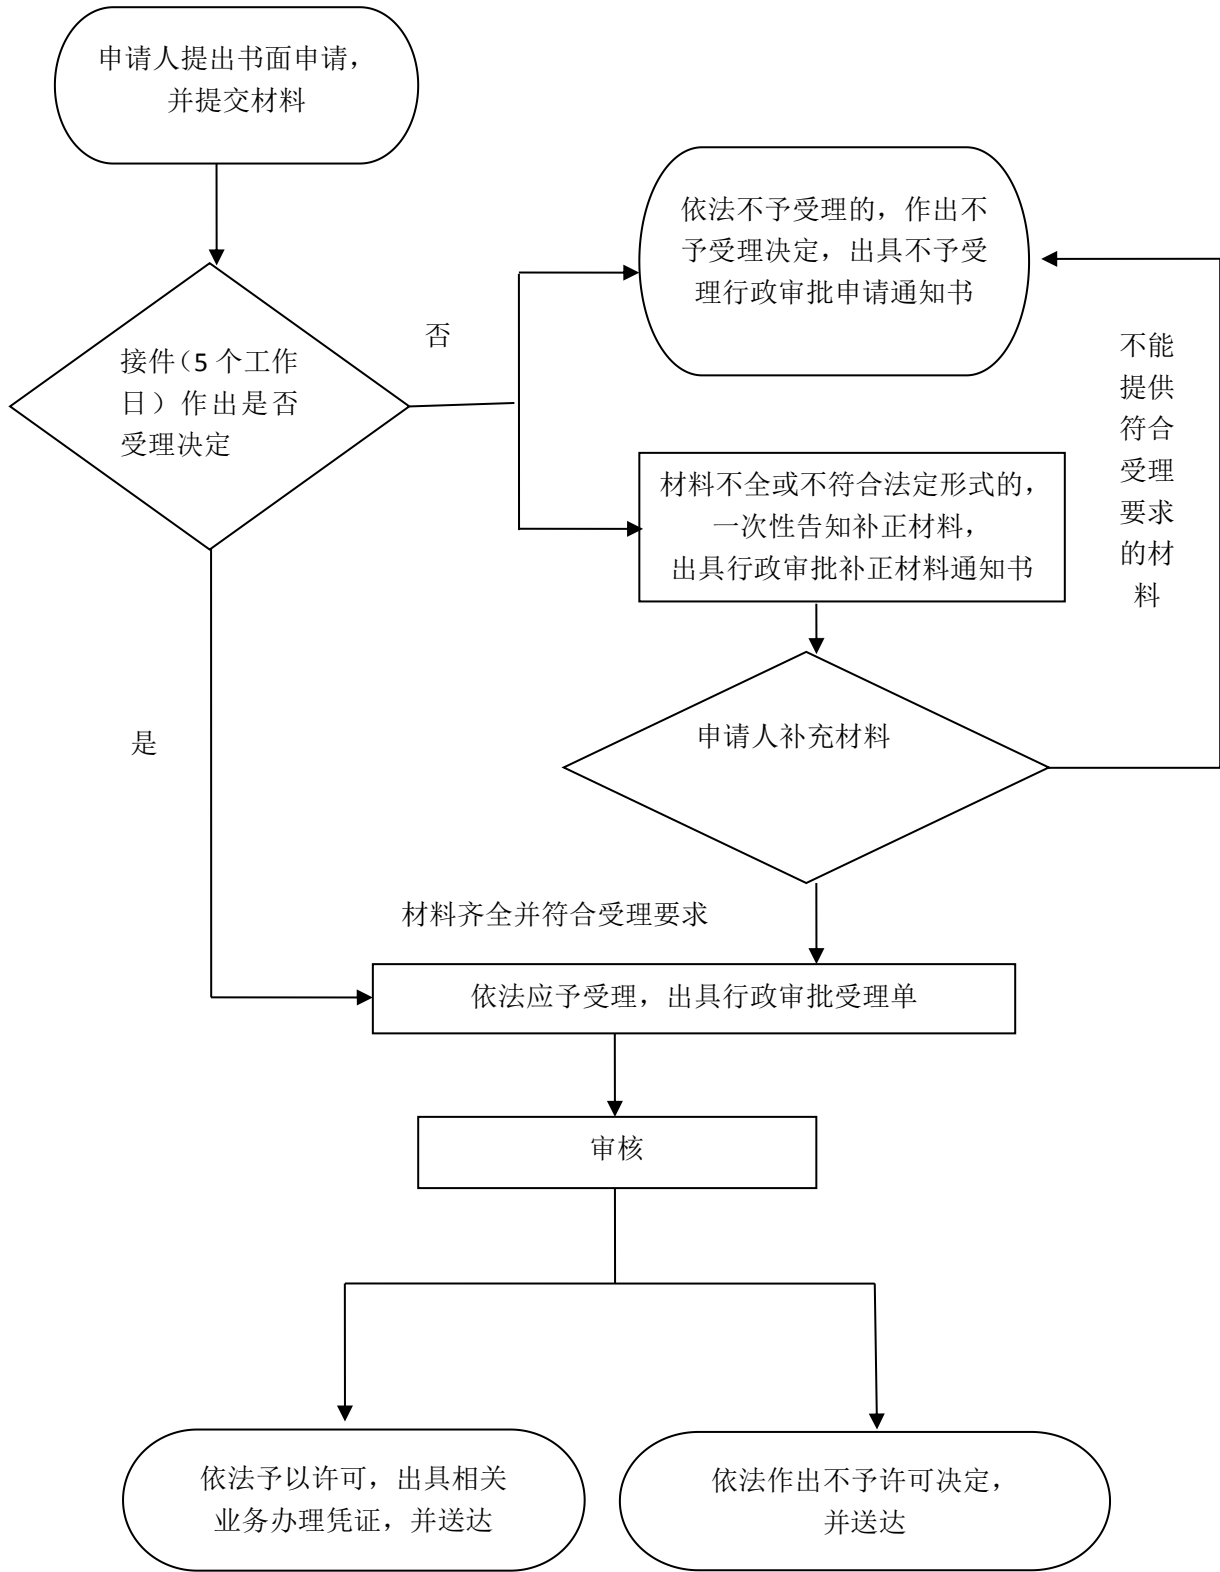 申请人提出书面申请，
并提交材料
依法不予受理的，作出不
予受理决定，出具不予受
理行政审批申请通知书
否
接件（5 个工作
日）作出是否
受理决定
不能
提供
符合
受理
要求
的材
料
材料不全或不符合法定形式的，
一次性告知补正材料，
出具行政审批补正材料通知书
申请人补充材料
是
材料齐全并符合受理要求
依法应予受理，出具行政审批受理单
审核
依法予以许可，出具相关
业务办理凭证，并送达
依法作出不予许可决定，
并送达